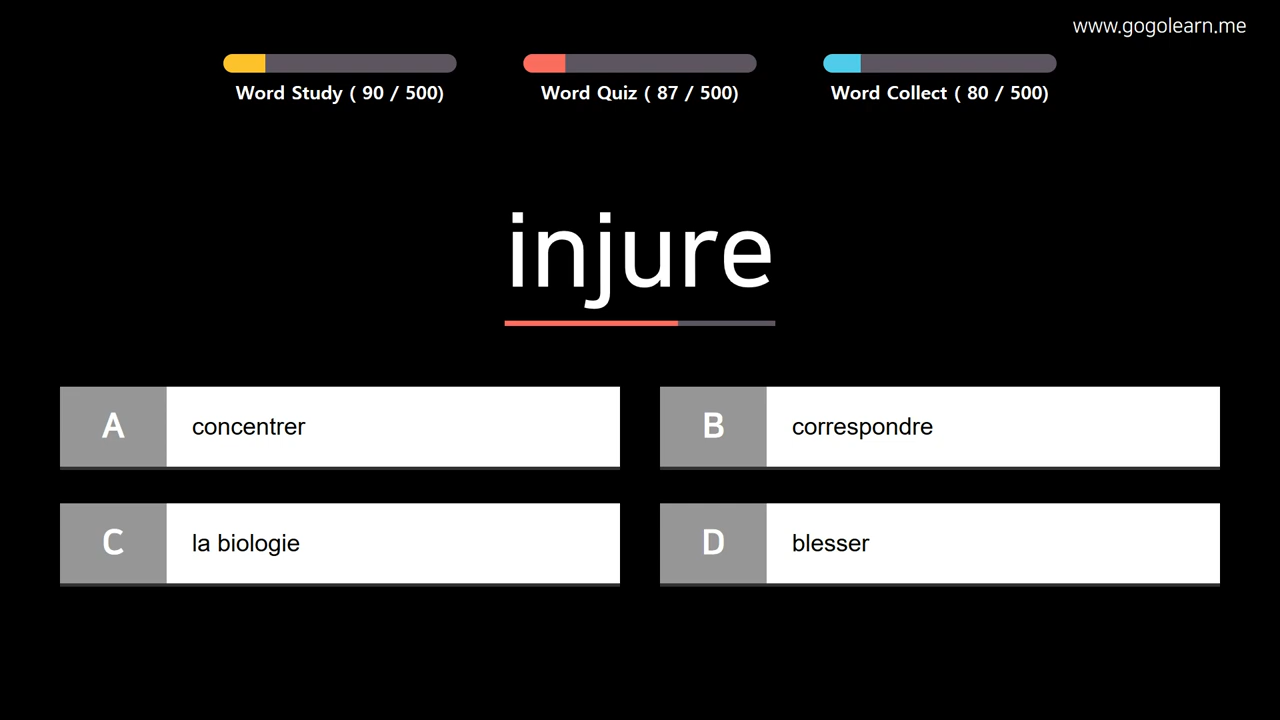 www.gogolearn.me
Word Study ( 90 / 500)
Word Quiz ( 87 / 500)
Word Collect ( 80 / 500)
injure
A concentrer
B correspondre
C la biologie
D blesser